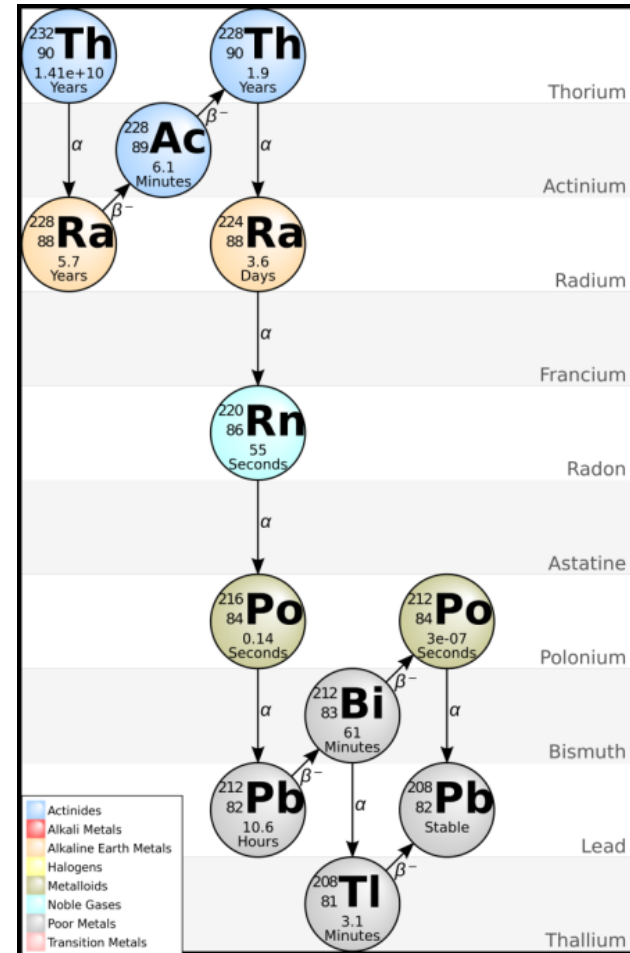 232 90 Th
1.41e+10
Years
228 90 Th
1.9
Years
Thorium
α
β⁻
228 89 Ac
6.1
Minutes
α
Actinium
β⁻
228 88 Ra
5.7
Years
224 88 Ra
3.6
Days
Radium
α
Francium
220 86 Rn
55
Seconds
Radon
α
Astatine
216 84 Po
0.14
Seconds
212 84 Po
3e-07
Seconds
Polonium
β⁻
α
212 83 Bi
61
Minutes
α
Bismuth
β⁻
212 82 Pb
10.6
Hours
α
208 82 Pb
Stable
Lead
β⁻
208 81 Tl
3.1
Minutes
Thallium
Actinides
Alkali Metals
Alkaline Earth Metals
Halogens
Metalloids
Noble Gases
Poor Metals
Transition Metals